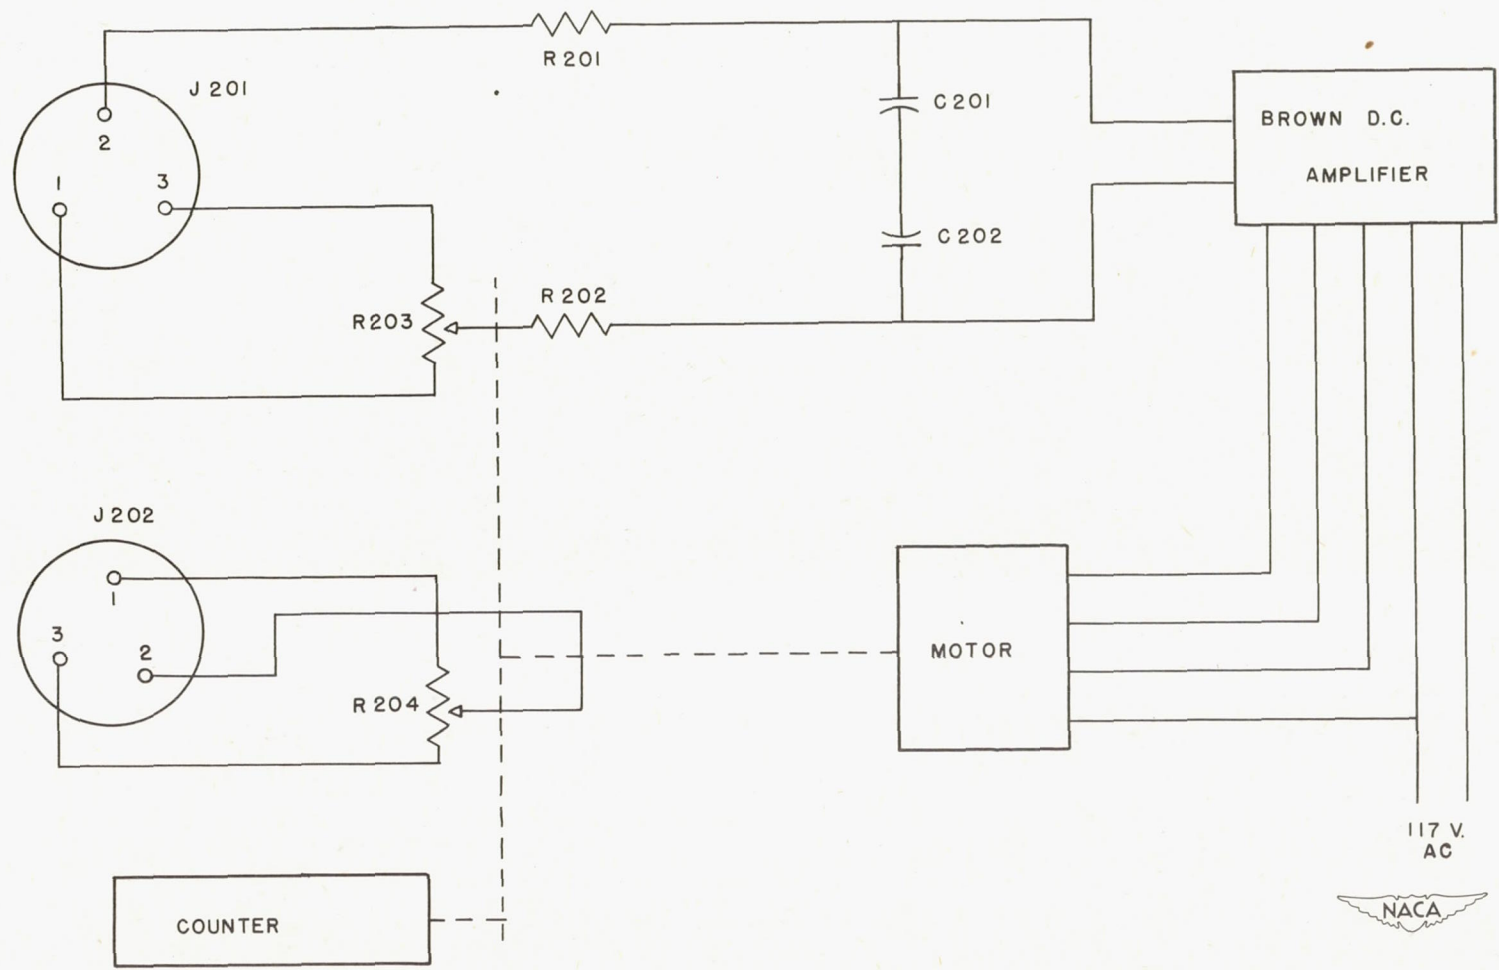 R201
J 201
2
1
3
C201
BROWN D.C.
AMPLIFIER
C202
R202
R203
J202
1
3
2
R204
MOTOR
117 V.
AC
COUNTER
NACA